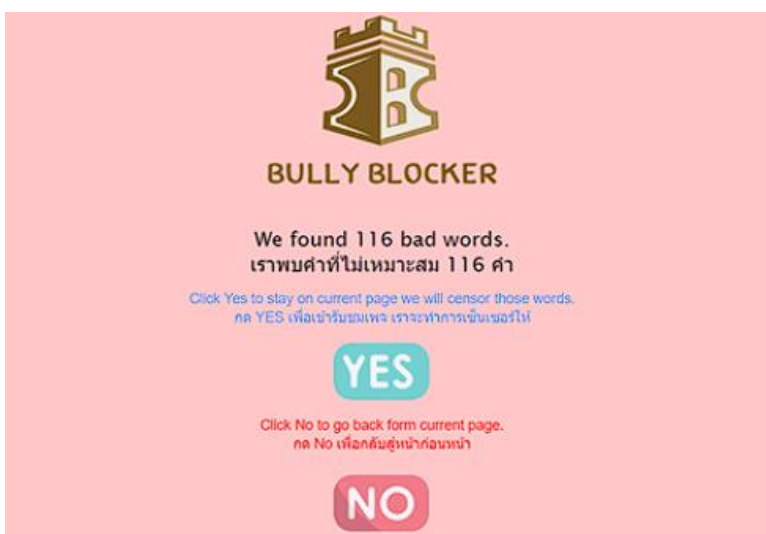 BULLY BLOCKER
We found 116 bad words.
เราพบคำที่ไม่เหมาะสม 116 คำ
Click Yes to stay on current page we will censor those words.
กด YES เพื่อเข้ารับชมเพจ เราจะทำการเซ็นเซอร์ให้
YES
Click No to go back form current page.
กด No เพื่อกลับสู่หน้าก่อนหน้า
NO